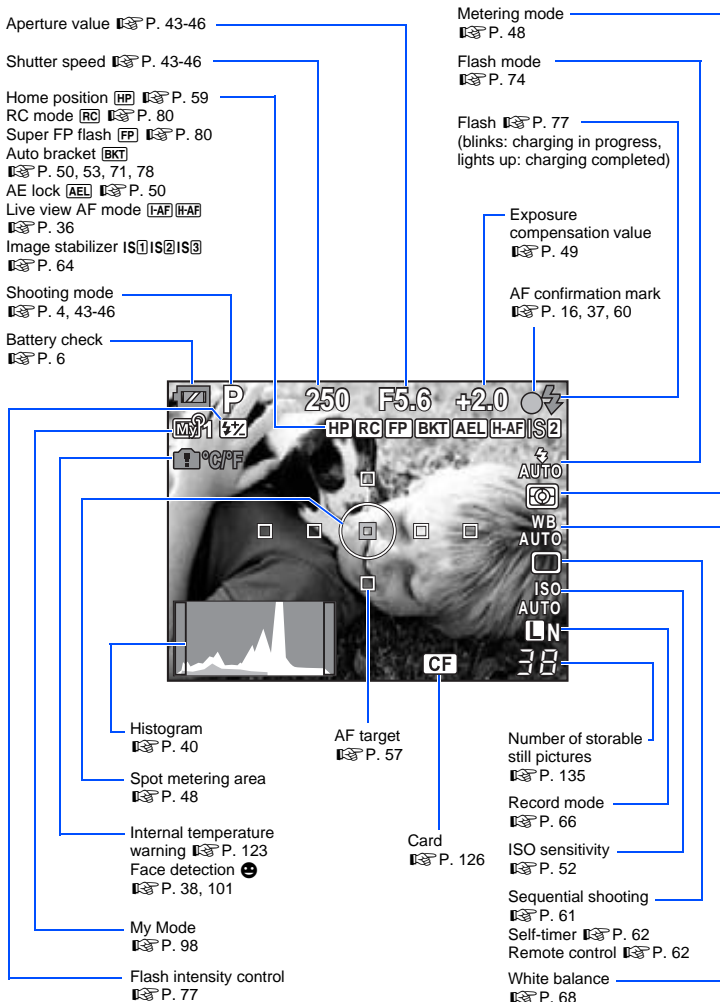 Aperture value ☞ P. 43-46
Shutter speed ☞ P. 43-46
Home position HP ☞ P. 59
RC mode RC ☞ P. 80
Super FP flash FP ☞ P. 80
Auto bracket BKT
☞ P. 50, 53, 71, 78
AE lock AEL ☞ P. 50
Live view AF mode I-AF H-AF
☞ P. 36
Image stabilizer IS1 IS2 IS3
☞ P. 64
Shooting mode
☞ P. 4, 43-46
Battery check
☞ P. 6
Metering mode
☞ P. 48
Flash mode
☞ P. 74
Flash ☞ P. 77
(blinks: charging in progress,
lights up: charging completed)
Exposure
compensation value
☞ P. 49
AF confirmation mark
☞ P. 16, 37, 60
P 250 F5.6 +2.0
My 1 HP RC FP BKT AEL H-AF IS 2
°C/°F
AUTO
WB
AUTO
ISO
AUTO
L N
CF 38
Histogram
☞ P. 40
Spot metering area
☞ P. 48
Internal temperature
warning ☞ P. 123
Face detection
☞ P. 38, 101
My Mode
☞ P. 98
Flash intensity control
☞ P. 77
AF target
☞ P. 57
Card
☞ P. 126
Number of storable
still pictures
☞ P. 135
Record mode
☞ P. 66
ISO sensitivity
☞ P. 52
Sequential shooting
☞ P. 61
Self-timer ☞ P. 62
Remote control ☞ P. 62
White balance
☞ P. 68